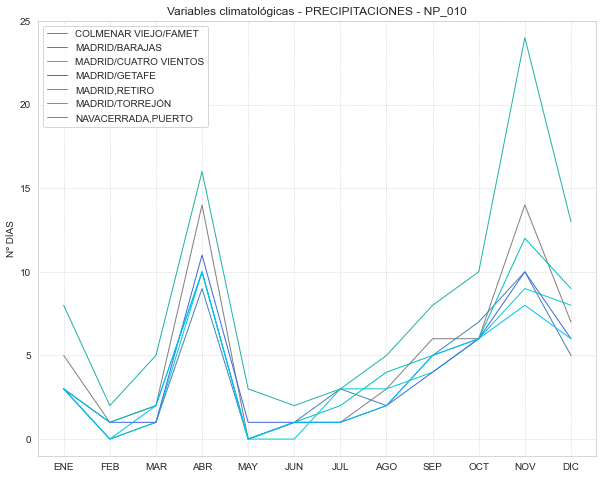 Variables climatológicas - PRECIPITACIONES - NP_010
COLMENAR VIEJO/FAMET
MADRID/BARAJAS
MADRID/CUATRO VIENTOS
MADRID/GETAFE
MADRID,RETIRO
MADRID/TORREJÓN
NAVACERRADA,PUERTO
Nº DÍAS
25
20
15
10
5
0
ENE FEB MAR ABR MAY JUN JUL AGO SEP OCT NOV DIC